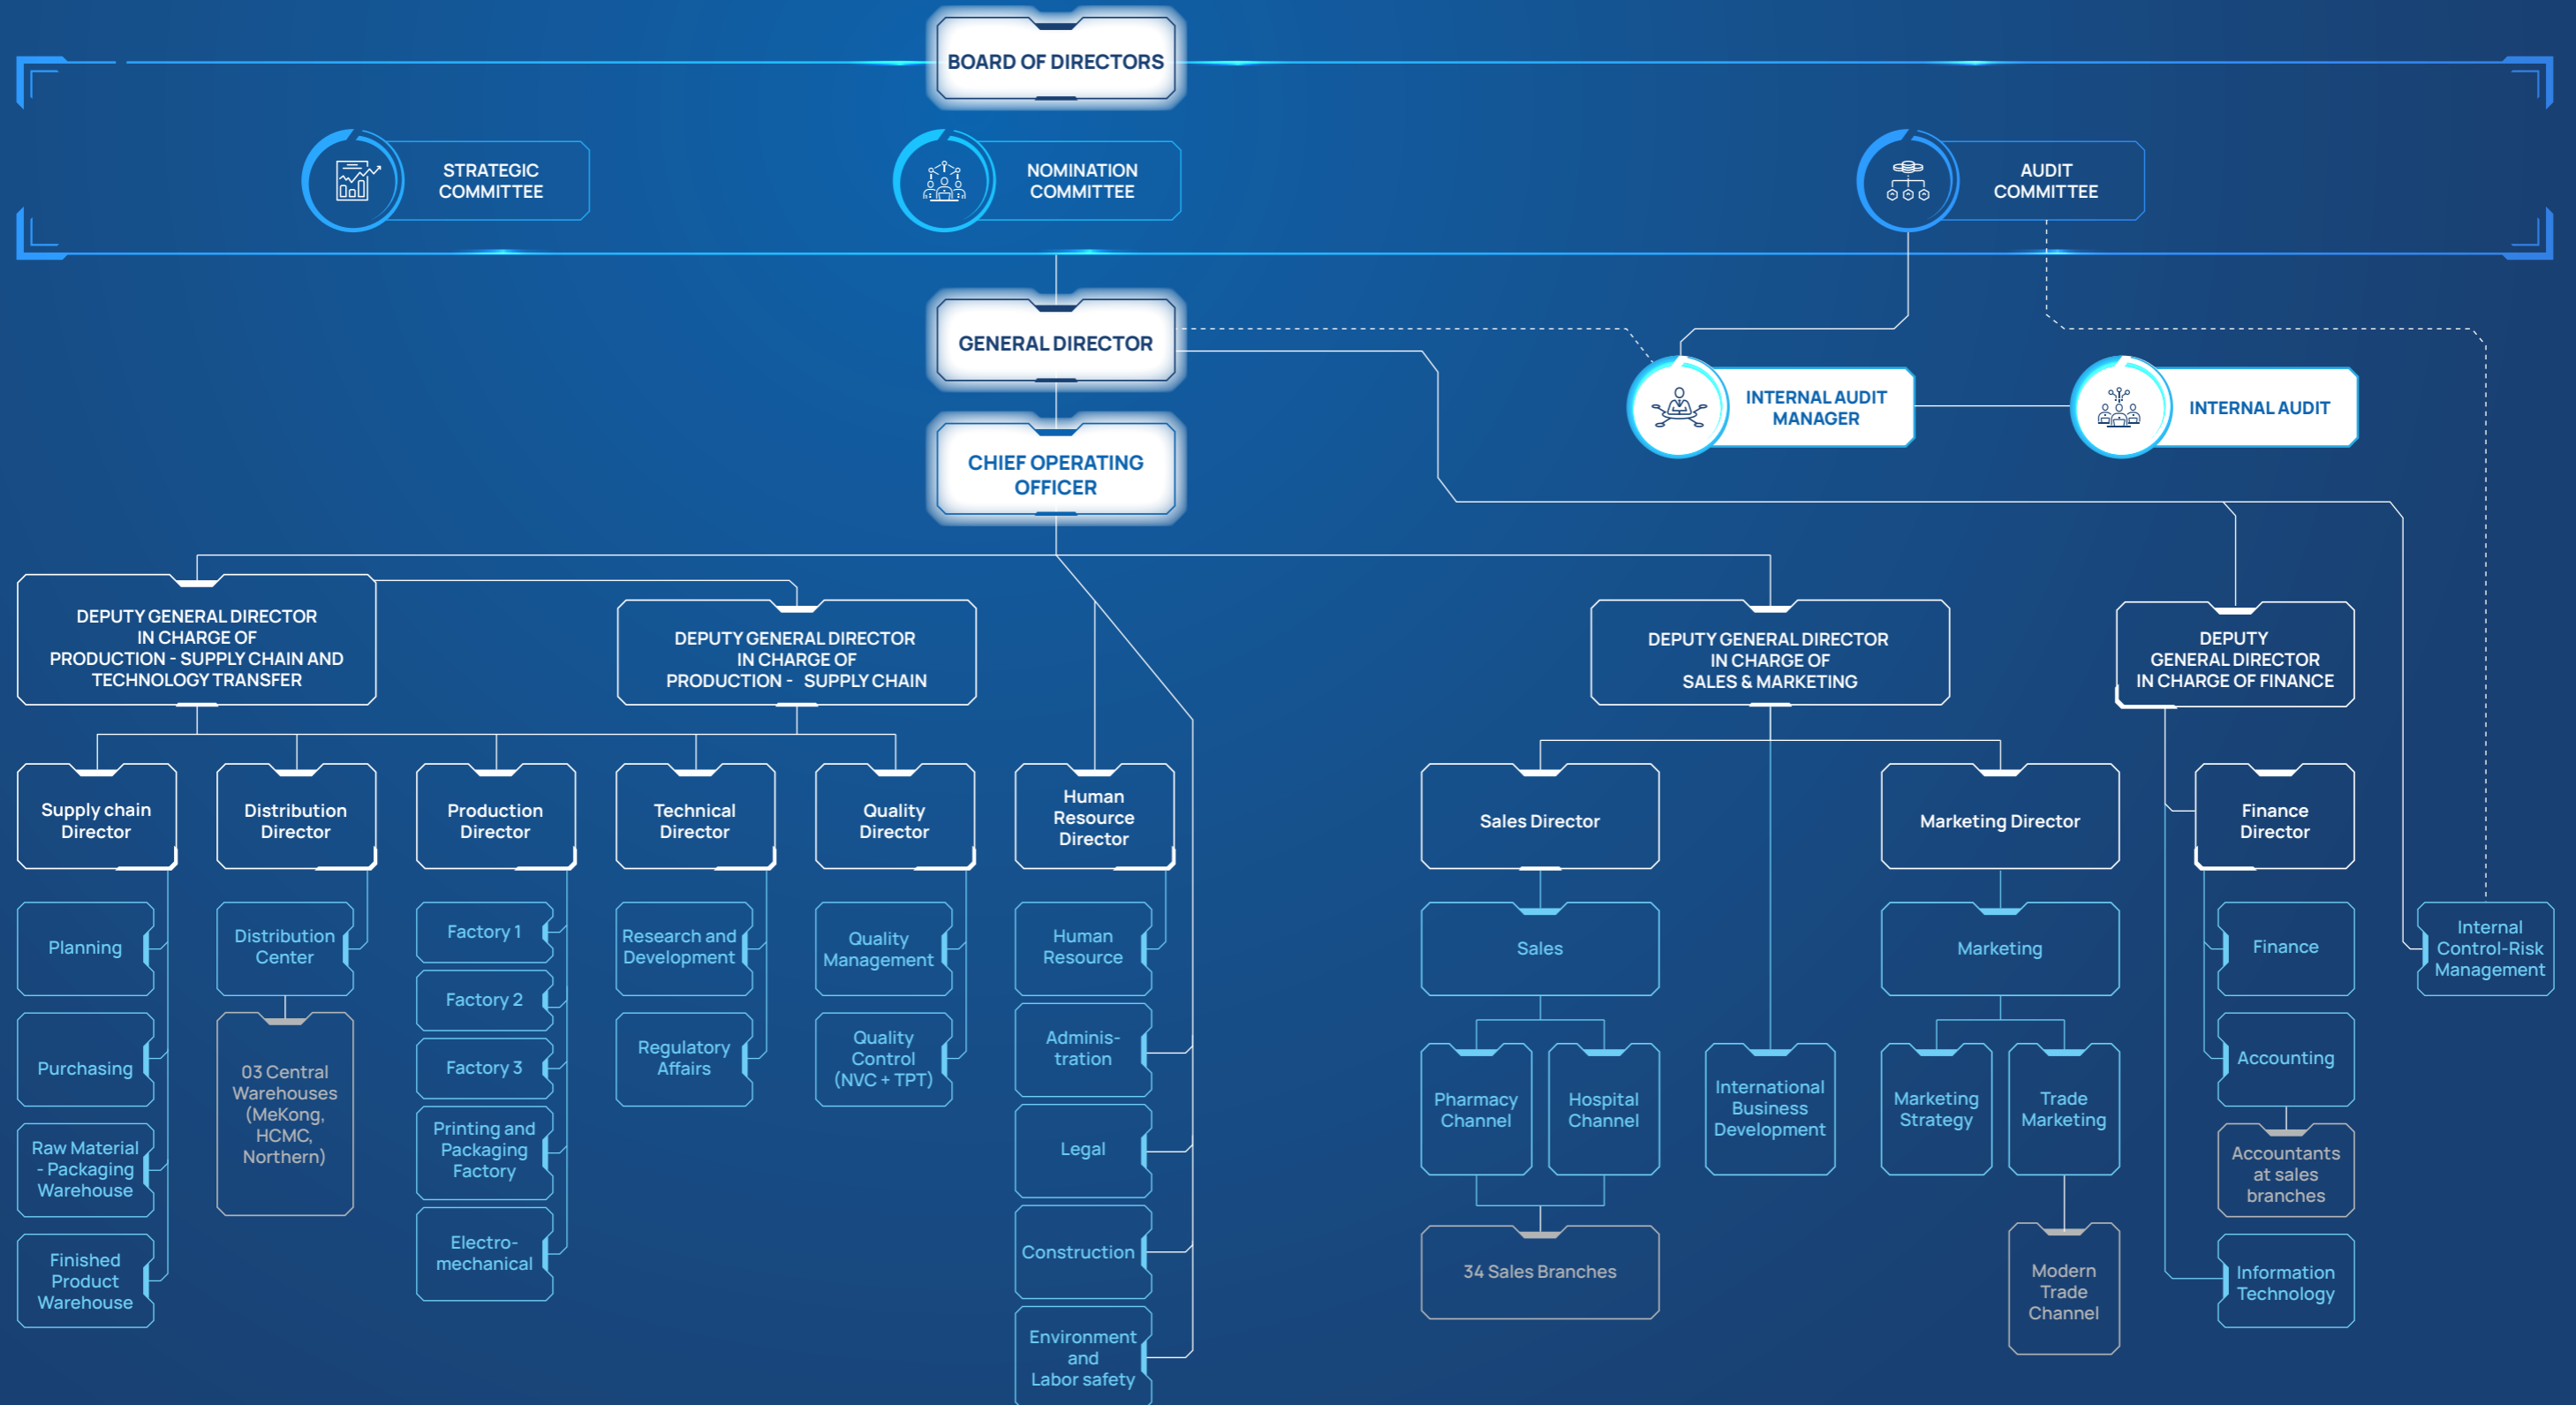 BOARD OF DIRECTORS
STRATEGIC
COMMITTEE
NOMINATION
COMMITTEE
AUDIT
COMMITTEE
GENERAL DIRECTOR
INTERNAL AUDIT
MANAGER
INTERNAL AUDIT
CHIEF OPERATING
OFFICER
DEPUTY GENERAL DIRECTOR
IN CHARGE OF
PRODUCTION - SUPPLY CHAIN AND
TECHNOLOGY TRANSFER
DEPUTY GENERAL DIRECTOR
IN CHARGE OF
PRODUCTION - SUPPLY CHAIN
DEPUTY GENERAL DIRECTOR
IN CHARGE OF
SALES & MARKETING
DEPUTY
GENERAL DIRECTOR
IN CHARGE OF FINANCE
Supply chain
Director
Distribution
Director
Production
Director
Technical
Director
Quality
Director
Human
Resource
Director
Sales Director
Marketing Director
Finance
Director
Planning
Purchasing
Raw Material
- Packaging
Warehouse
Finished
Product
Warehouse
Distribution
Center
03 Central
Warehouses
(MeKong,
HCMC,
Northern)
Factory 1
Factory 2
Factory 3
Printing and
Packaging
Factory
Electro-
mechanical
Research and
Development
Regulatory
Affairs
Quality
Management
Quality
Control
(NVC + TPT)
Human
Resource
Adminis-
tration
Legal
Construction
Environment
and
Labor safety
Sales
Pharmacy
Channel
Hospital
Channel
34 Sales Branches
International
Business
Development
Marketing
Marketing
Strategy
Trade
Marketing
Modern
Trade
Channel
Finance
Accounting
Accountants
at sales
branches
Information
Technology
Internal
Control-Risk
Management